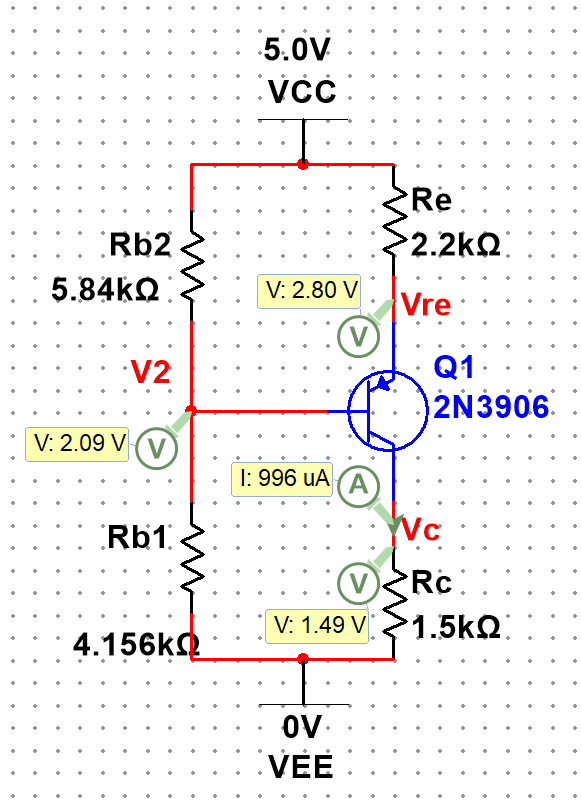 5.0V
VCC
Re
2.2kΩ
Rb2
5.84kΩ
V: 2.80 V
Vre
V
V2
Q1
2N3906
V: 2.09 V
V
I: 996 uA
A
Vc
Rb1
V
Rc
V: 1.49 V
1.5kΩ
4.156kΩ
0V
VEE